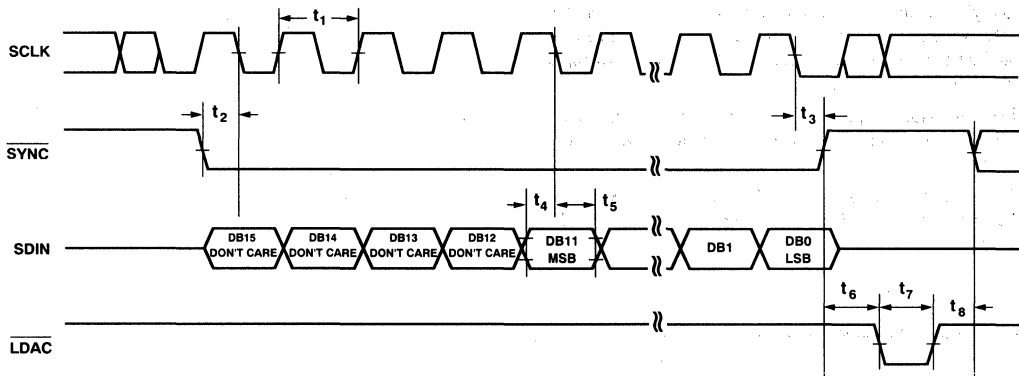 t1
SCLK
t2
t3
SYNC
t4
t5
SDIN
DB15
DON'T CARE
DB14
DON'T CARE
DB13
DON'T CARE
DB12
DON'T CARE
DB11
MSB
DB1
DB0
LSB
t6
t7
t8
LDAC